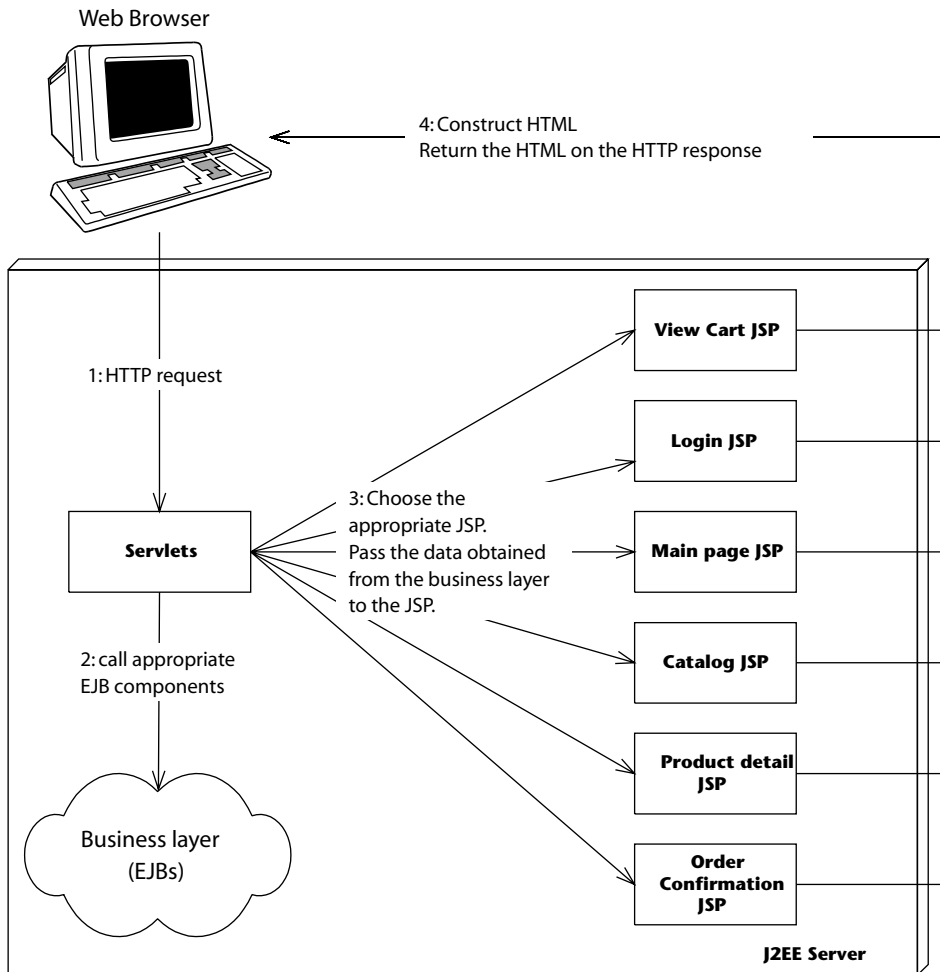 Web Browser
4: Construct HTML
Return the HTML on the HTTP response
View Cart JSP
1: HTTP request
Login JSP
3: Choose the
appropriate JSP.
Pass the data obtained
from the business layer
to the JSP.
Servlets
Main page JSP
2: call appropriate
EJB components
Catalog JSP
Product detail
JSP
Business layer
(EJBs)
Order
Confirmation
JSP
J2EE Server